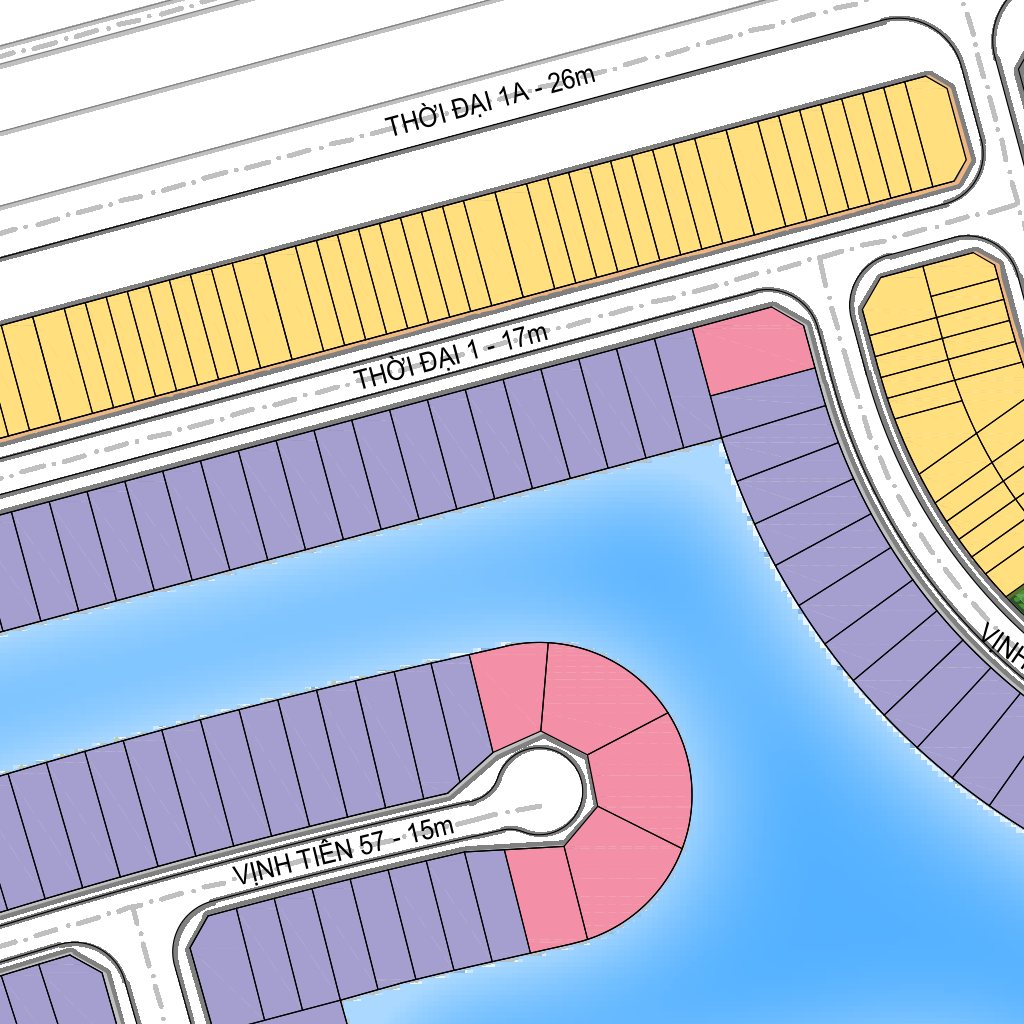 THỜI ĐẠI 1A - 26m
THỜI ĐẠI 1 - 17m
VỊNH TIÊN 57 - 15m